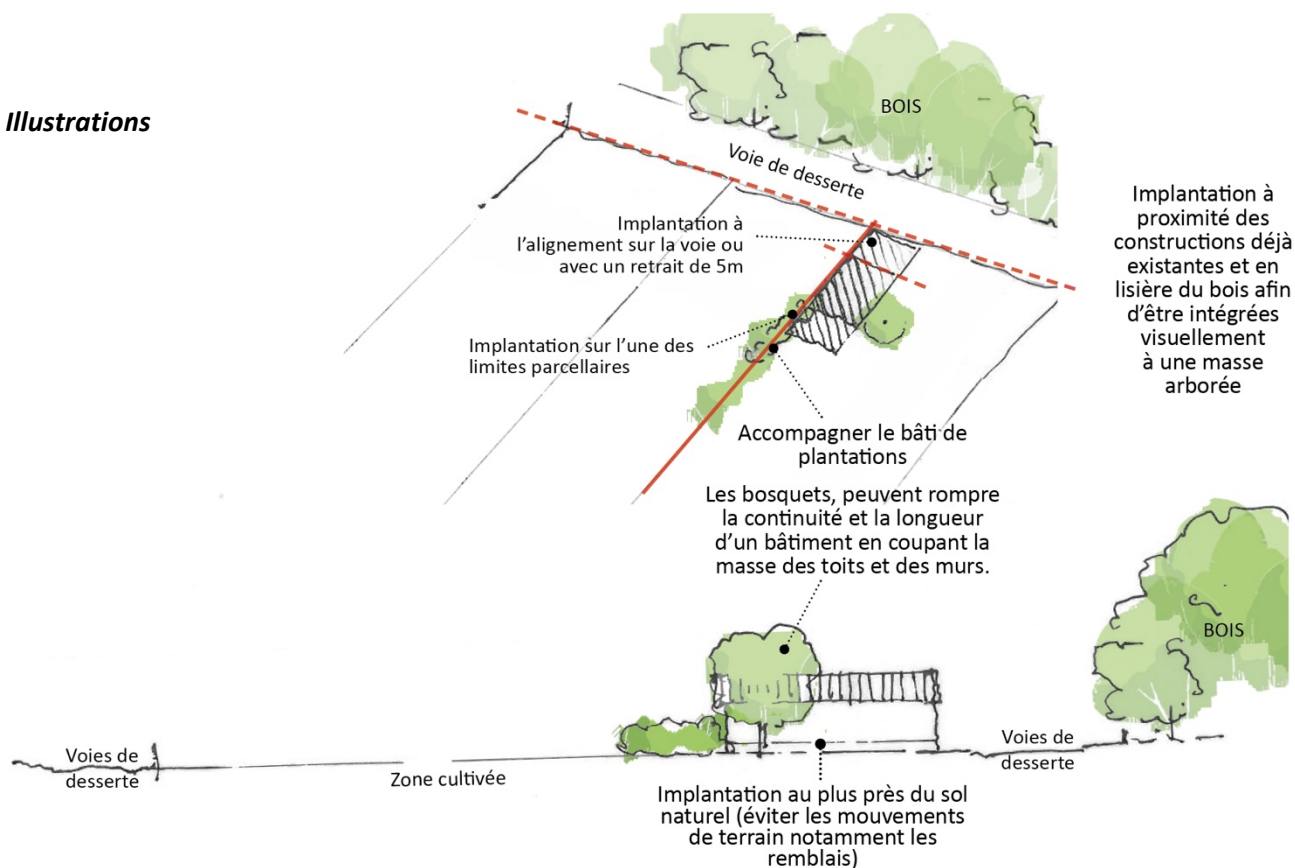 Illustrations
BOIS
Voie de desserte
Implantation à
l’alignement sur la voie ou
avec un retrait de 5m
Implantation sur l’une des
limites parcellaires
Implantation à
proximité des
constructions déjà
existantes et en
lisière du bois afin
d’être intégrées
visuellement
à une masse
arborée
Accompagner le bâti de
plantations
Les bosquets, peuvent rompre
la continuité et la longueur
d’un bâtiment en coupant la
masse des toits et des murs.
BOIS
Voies de
desserte
Zone cultivée
Voies de
desserte
Implantation au plus près du sol
naturel (éviter les mouvements
de terrain notamment les
remblais)